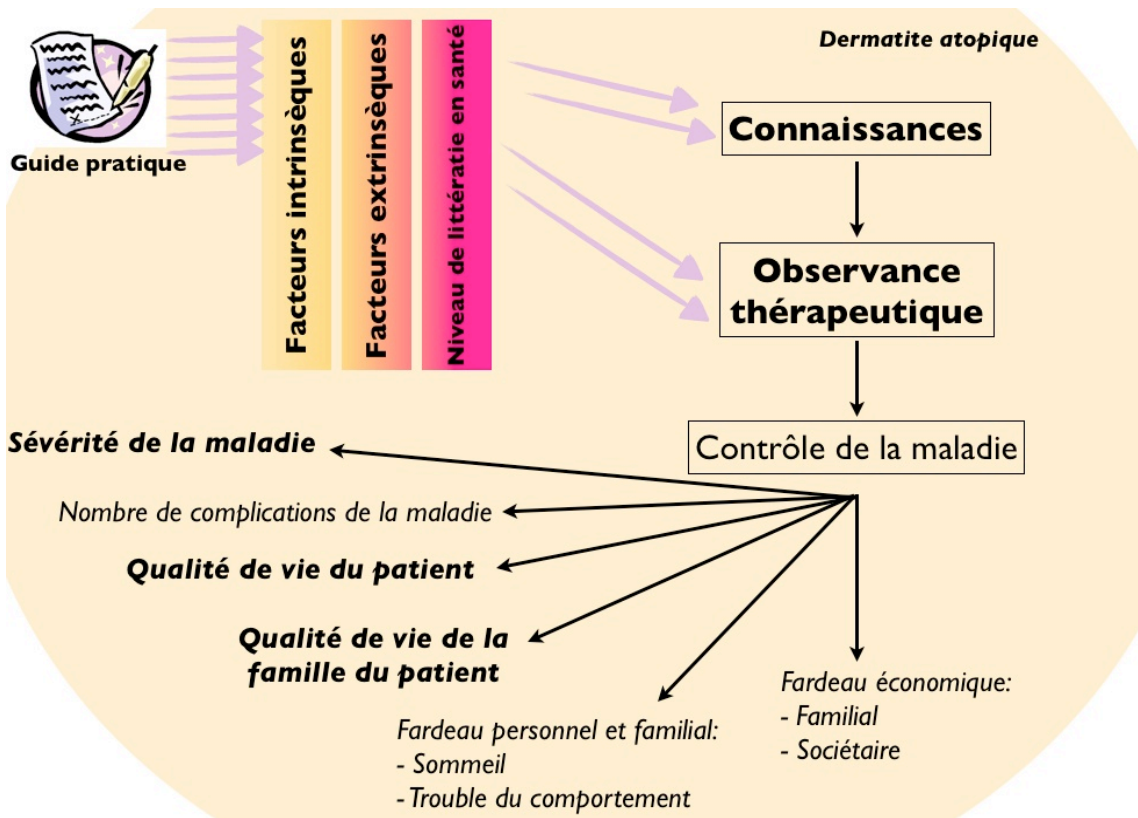 Dermatite atopique
Guide pratique
Facteurs intrinsèques
Facteurs extrinsèques
Niveau de littératie en santé
Connaissances
Observance
thérapeutique
Contrôle de la maladie
Sévérité de la maladie
Nombre de complications de la maladie
Qualité de vie du patient
Qualité de vie de la
famille du patient
Fardeau personnel et familial:
- Sommeil
- Trouble du comportement
Fardeau économique:
- Familial
- Sociétaire